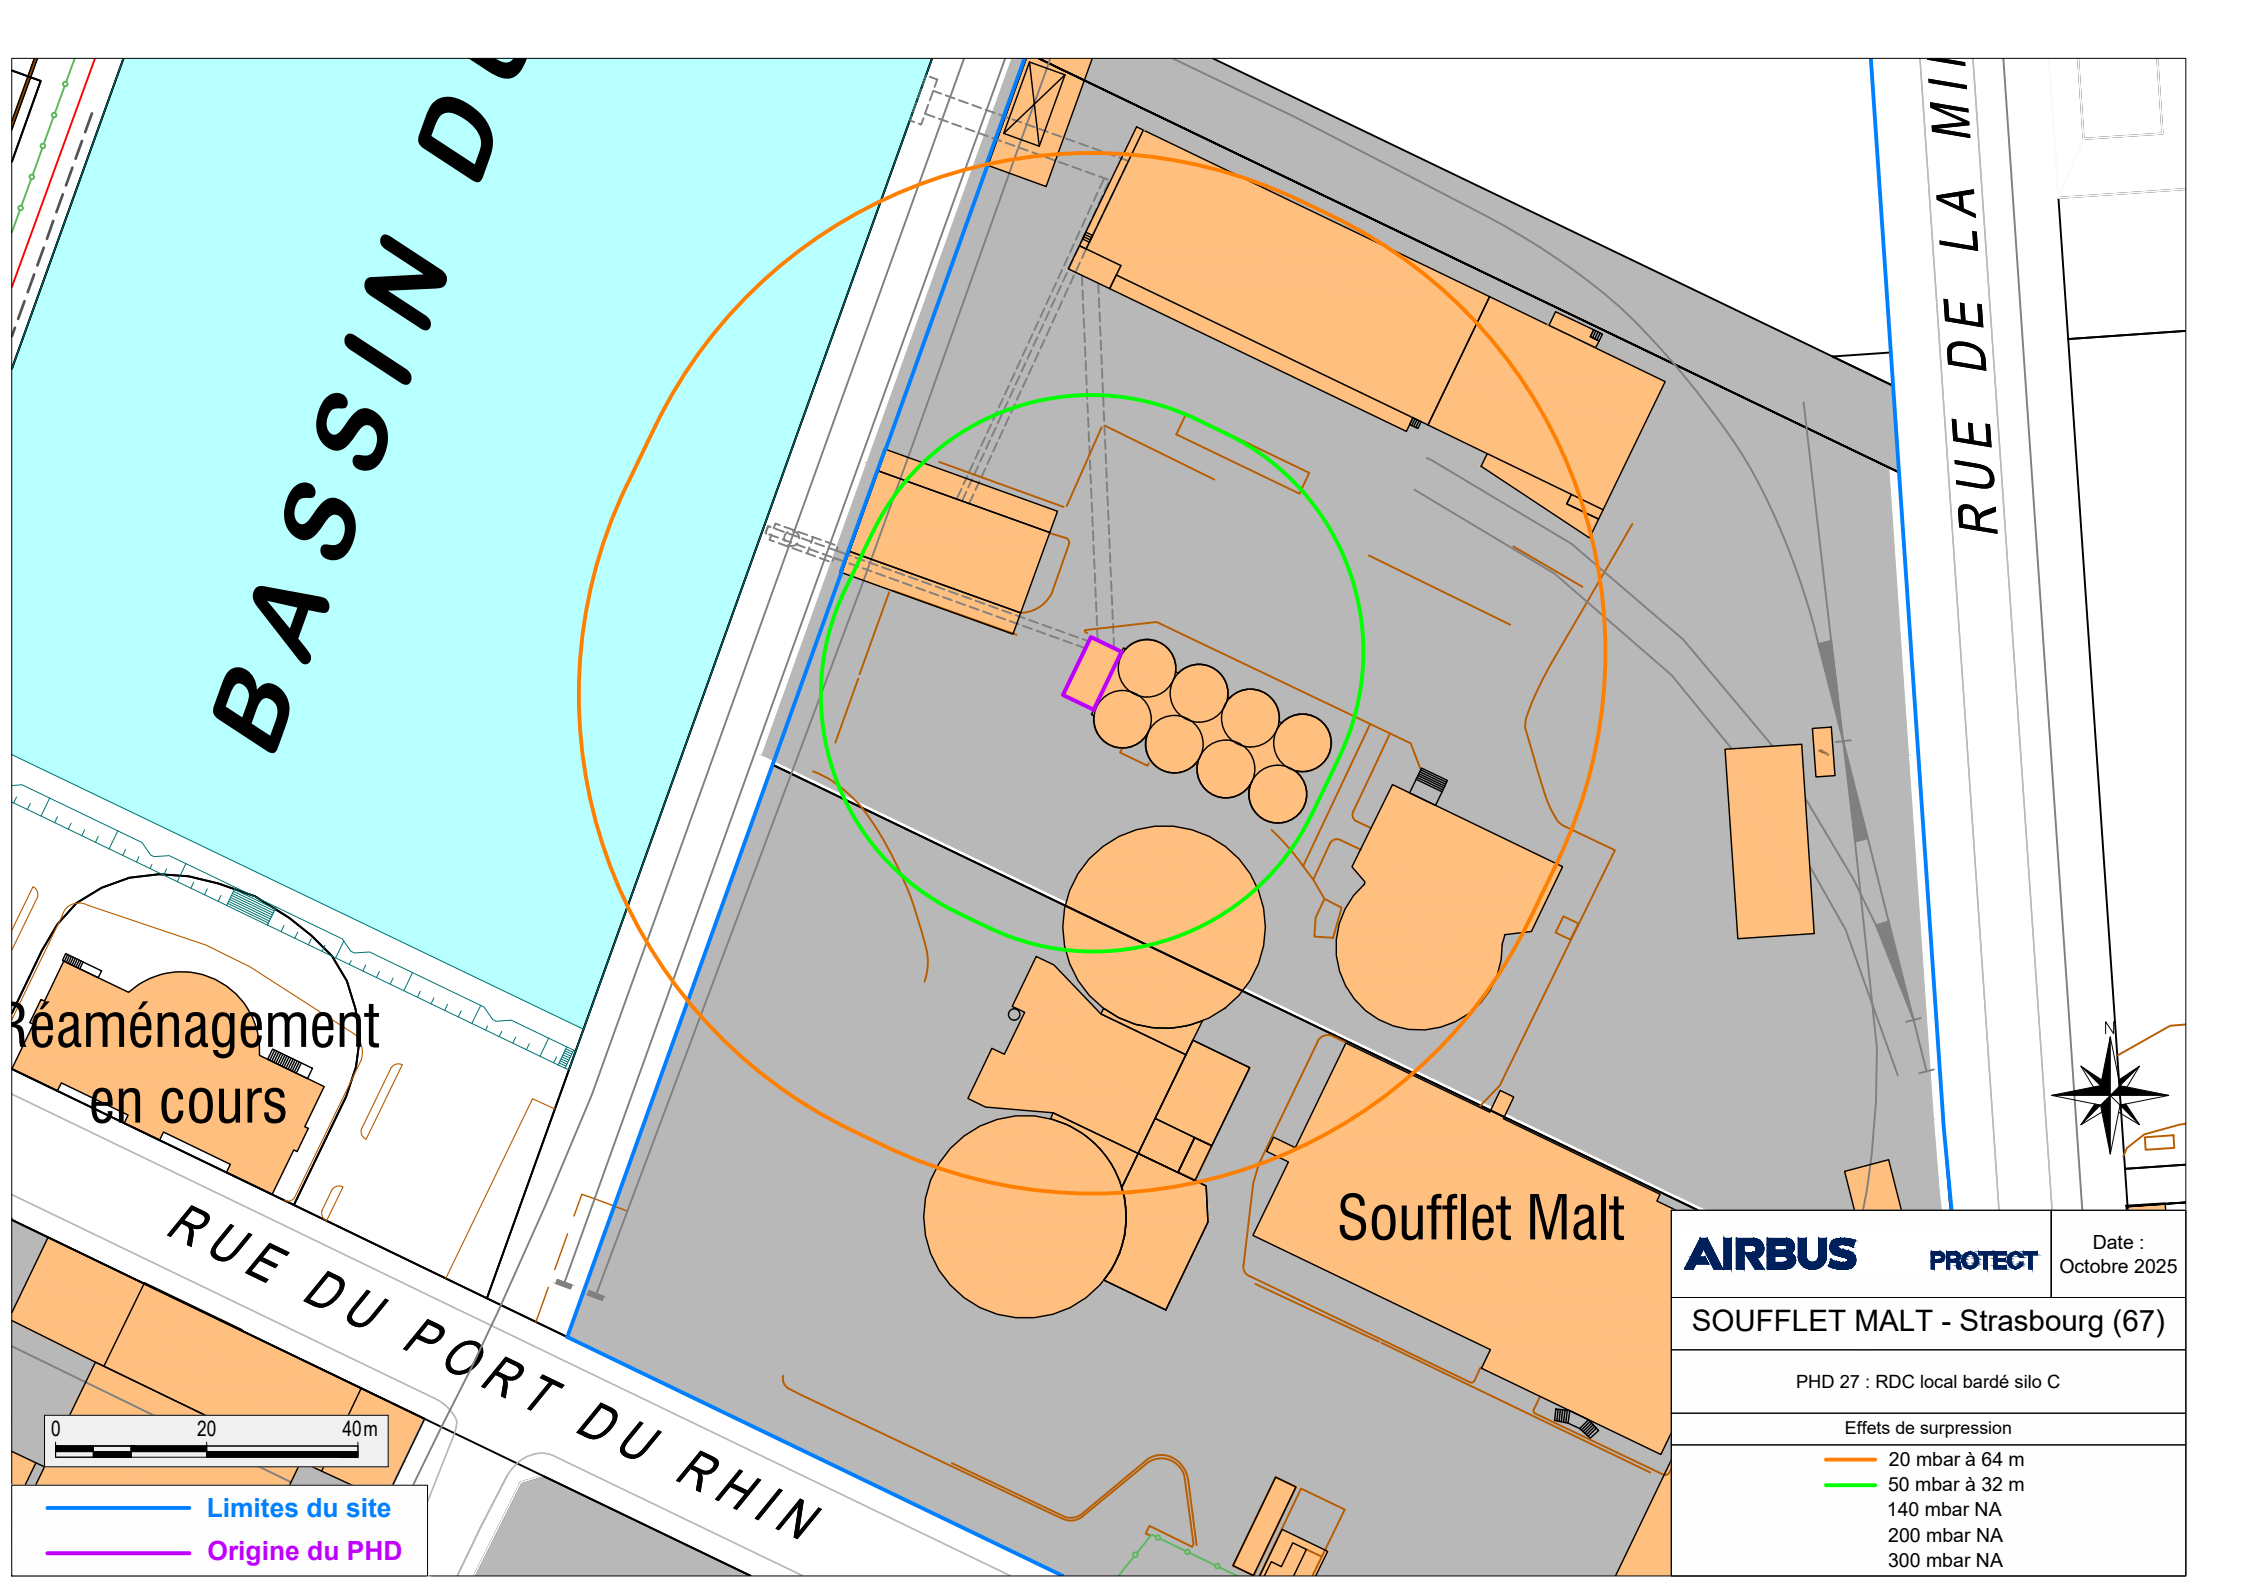 BASSIN DU
RUE DE LA MI
Réaménagement
en cours
RUE DU PORT DU RHIN
Soufflet Malt
N
0 20 40m
Limites du site
Origine du PHD
AIRBUS PROTECT
Date :
Octobre 2025
SOUFFLET MALT - Strasbourg (67)
PHD 27 : RDC local bardé silo C
Effets de surpression
20 mbar à 64 m
50 mbar à 32 m
140 mbar NA
200 mbar NA
300 mbar NA